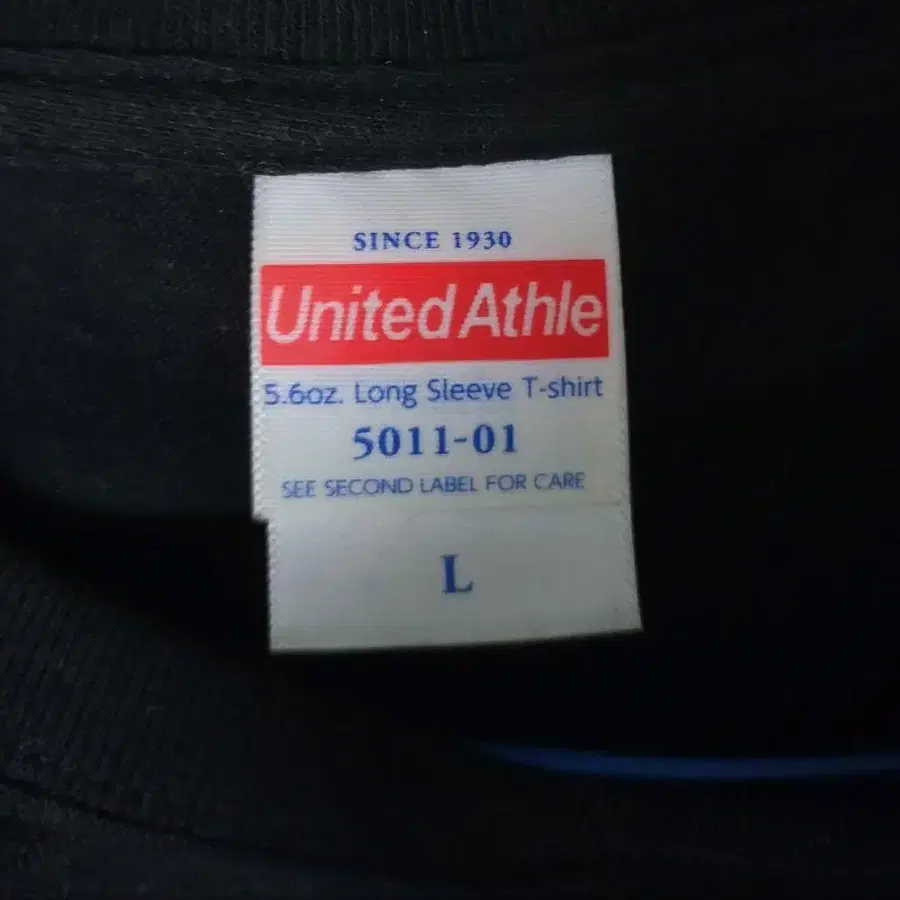 SINCE 1930
United Athle
5.6oz. Long Sleeve T-shirt
5011-01
SEE SECOND LABEL FOR CARE
L